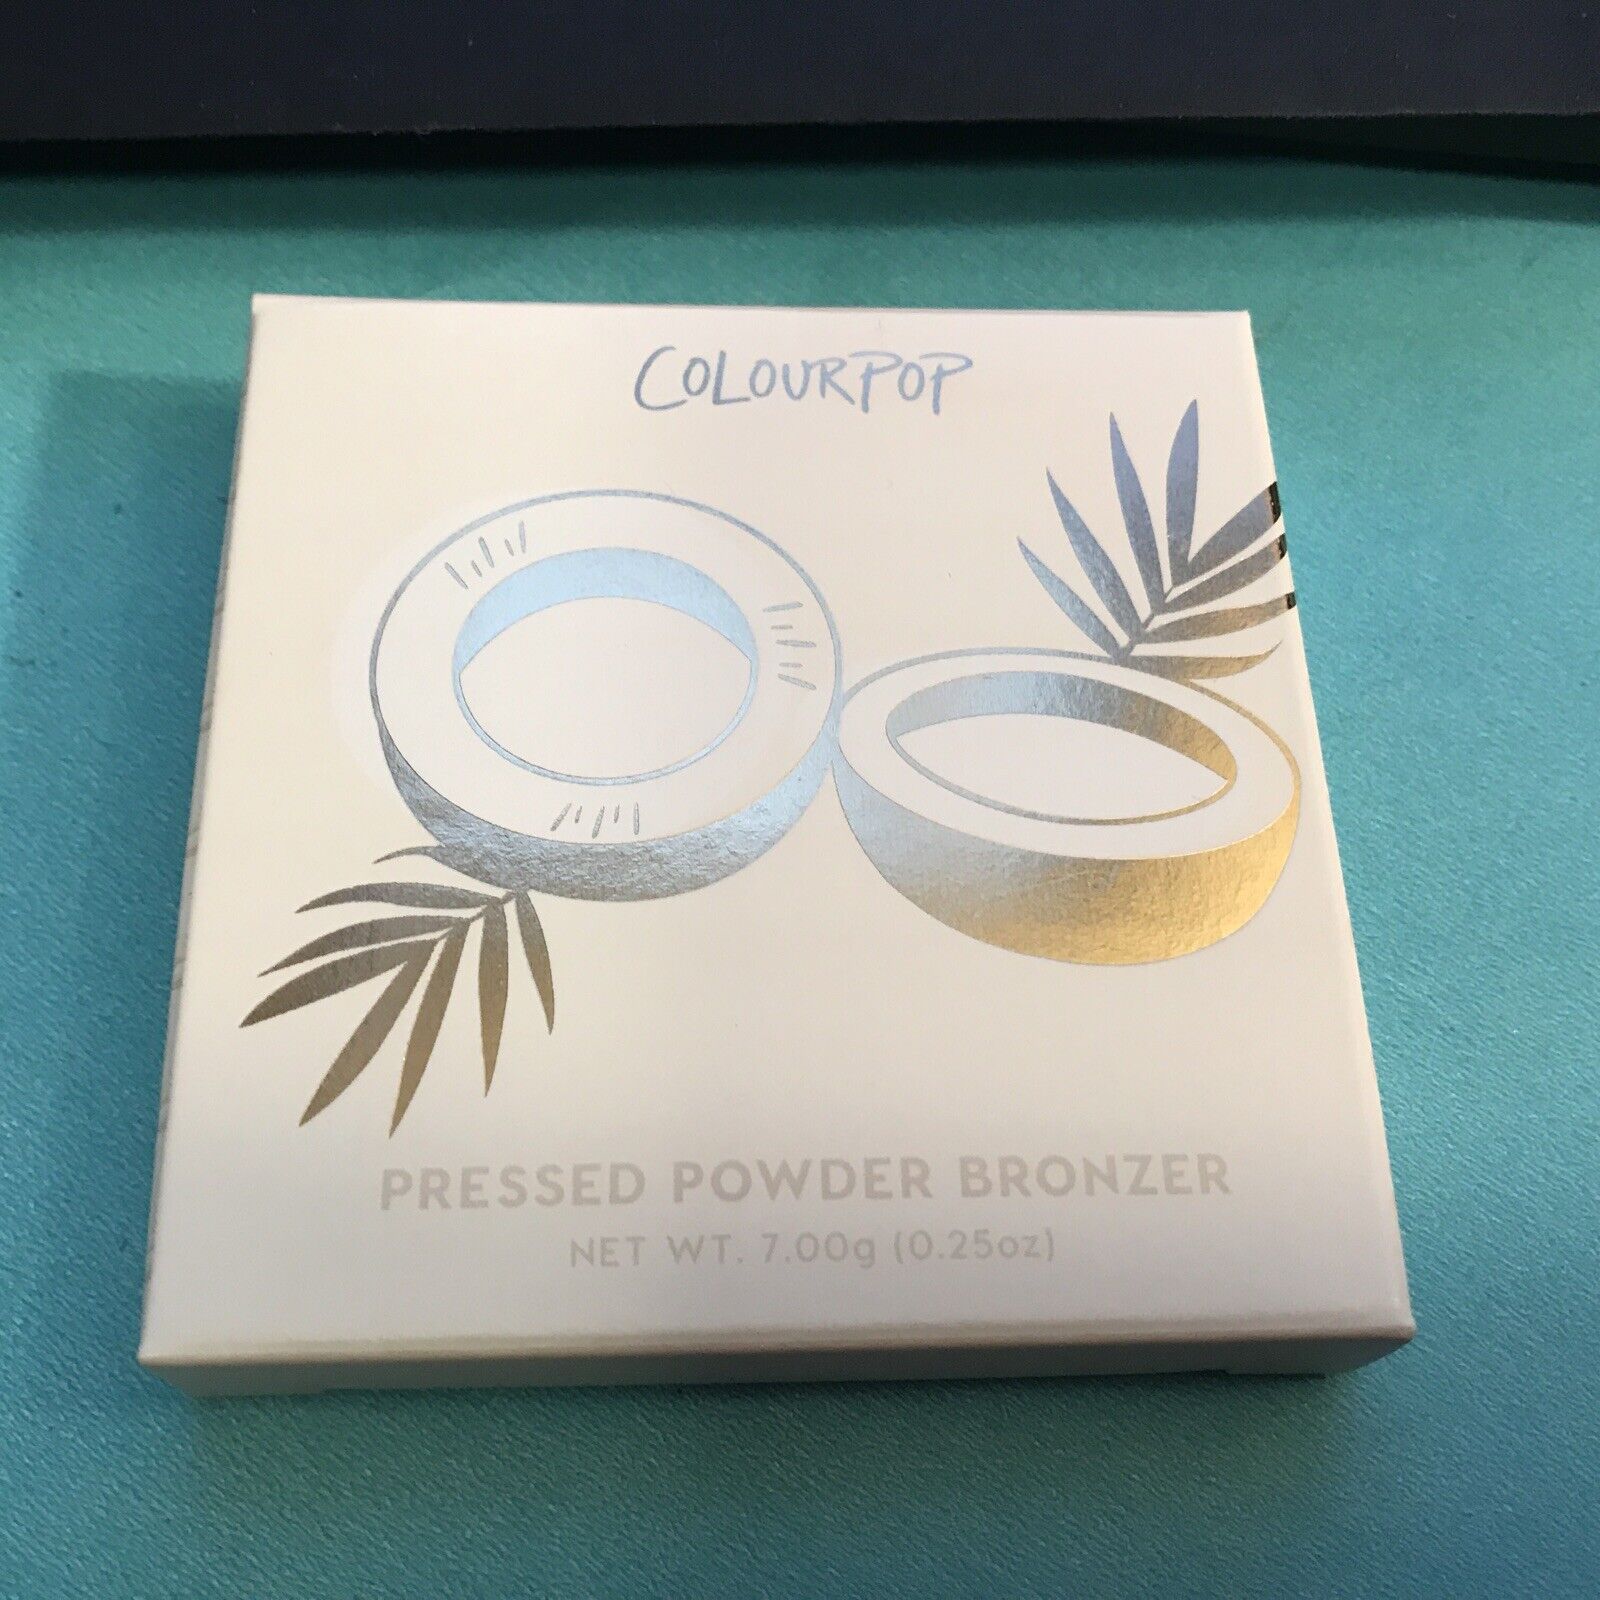 COLOURPOP
PRESSED POWDER BRONZER
NET WT. 7.00g (0.25oz)